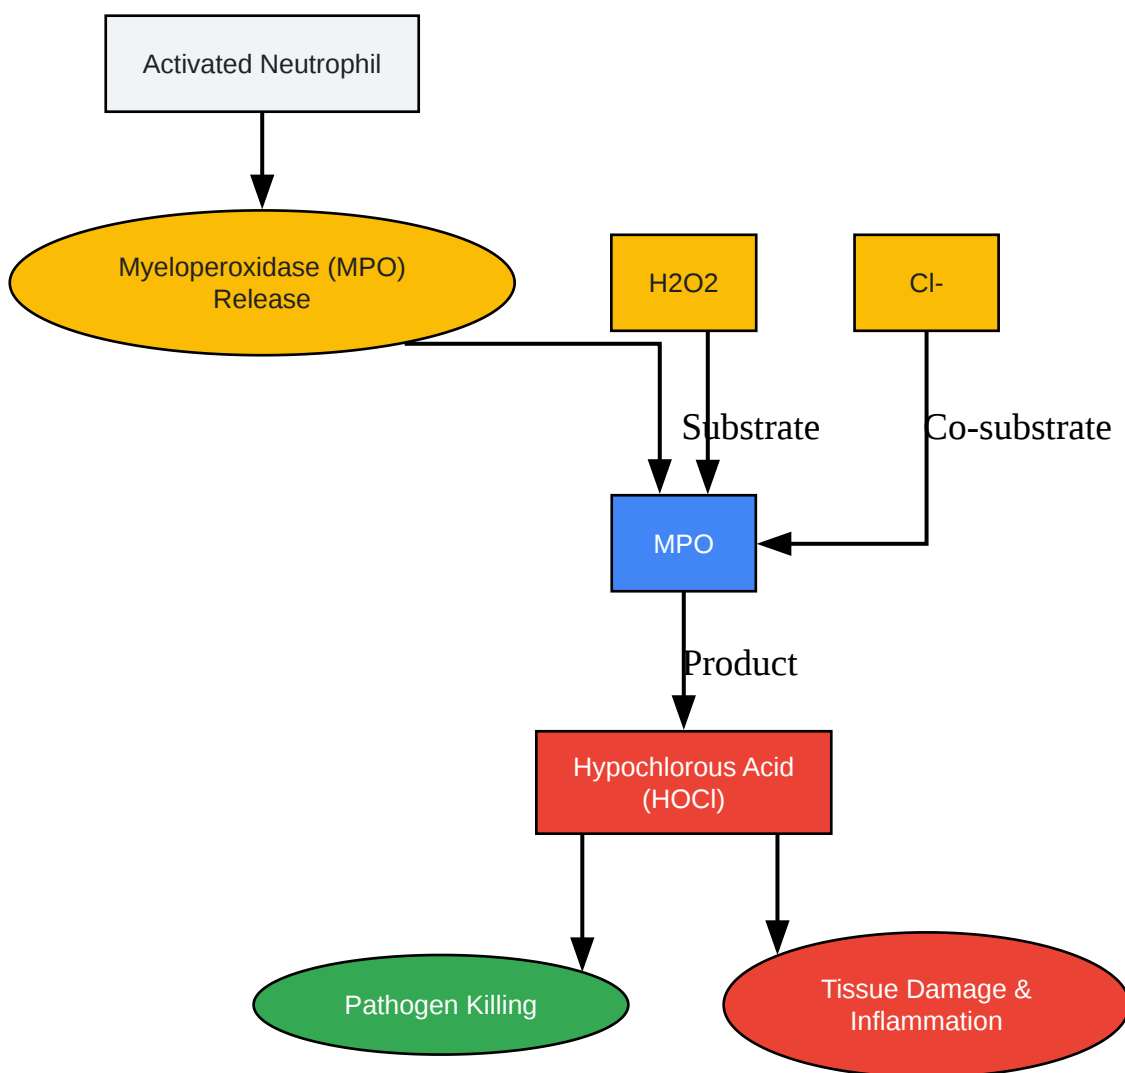 Activated Neutrophil
Myeloperoxidase (MPO)
Release
H2O2
Cl-
Substrate
Co-substrate
MPO
Product
Hypochlorous Acid
(HOCl)
Pathogen Killing
Tissue Damage &
Inflammation